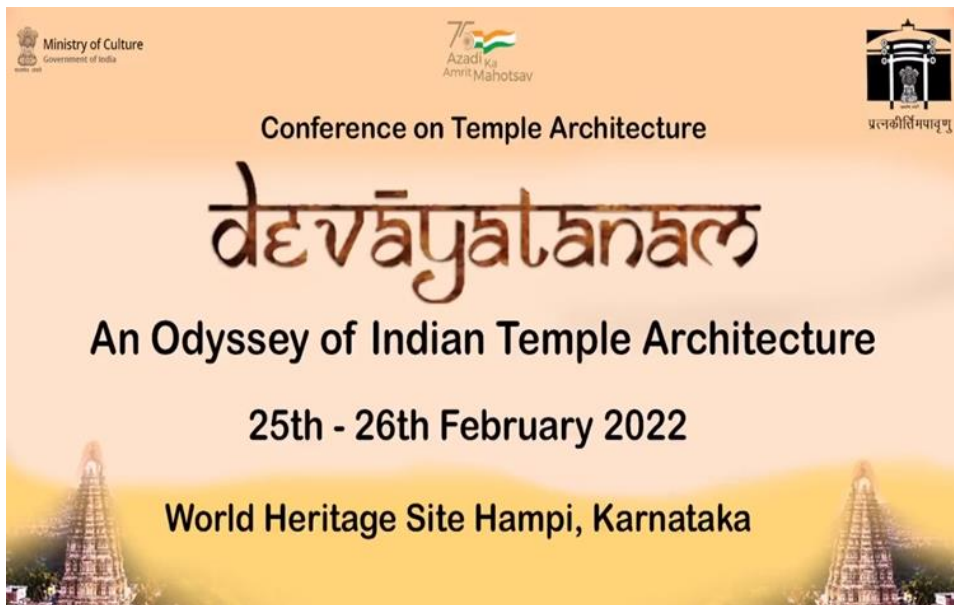 Ministry of Culture
Government of India
75
Azadi Ka
Amrit Mahotsav
प्रत्नकीर्तिमपावृणु
Conference on Temple Architecture
devāyatanam
An Odyssey of Indian Temple Architecture
25th - 26th February 2022
World Heritage Site Hampi, Karnataka